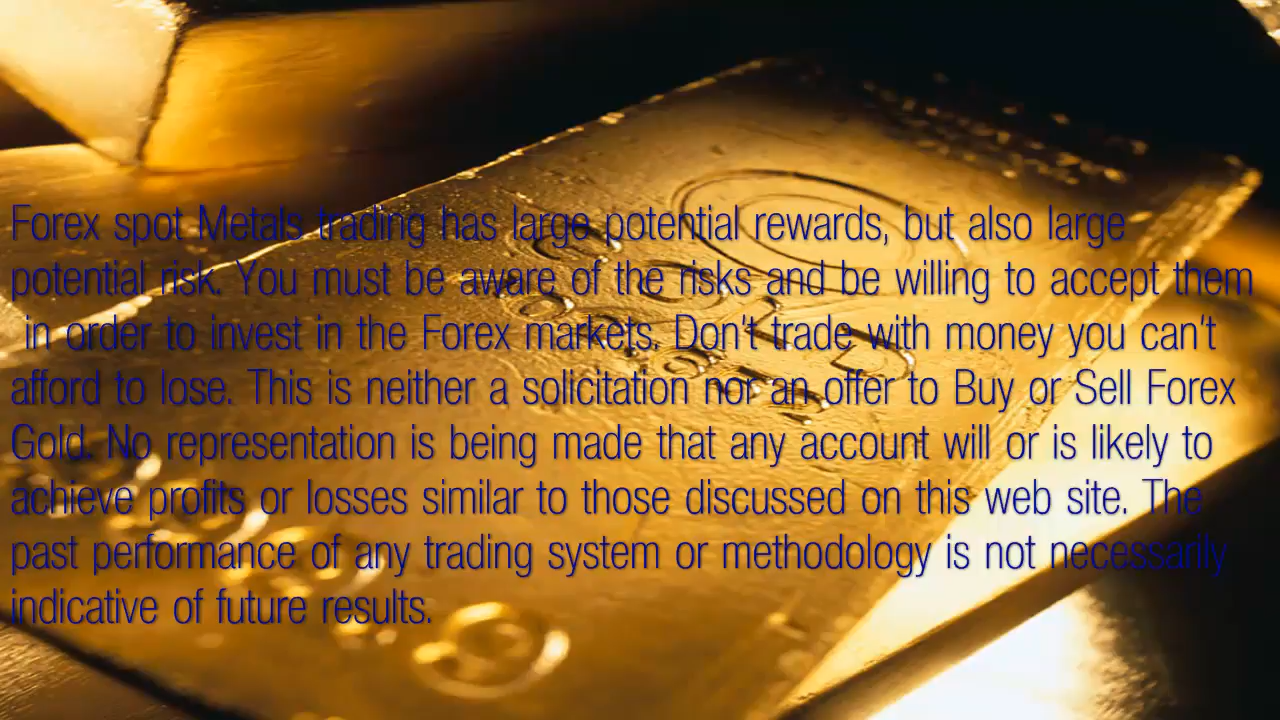 Forex spot Metals trading has large potential rewards, but also large
potential risk. You must be aware of the risks and be willing to accept them
in order to invest in the Forex markets. Don't trade with money you can't
afford to lose. This is neither a solicitation nor an offer to Buy or Sell Forex
Gold. No representation is being made that any account will or is likely to
achieve profits or losses similar to those discussed on this web site. The
past performance of any trading system or methodology is not necessarily
indicative of future results.
GOLD